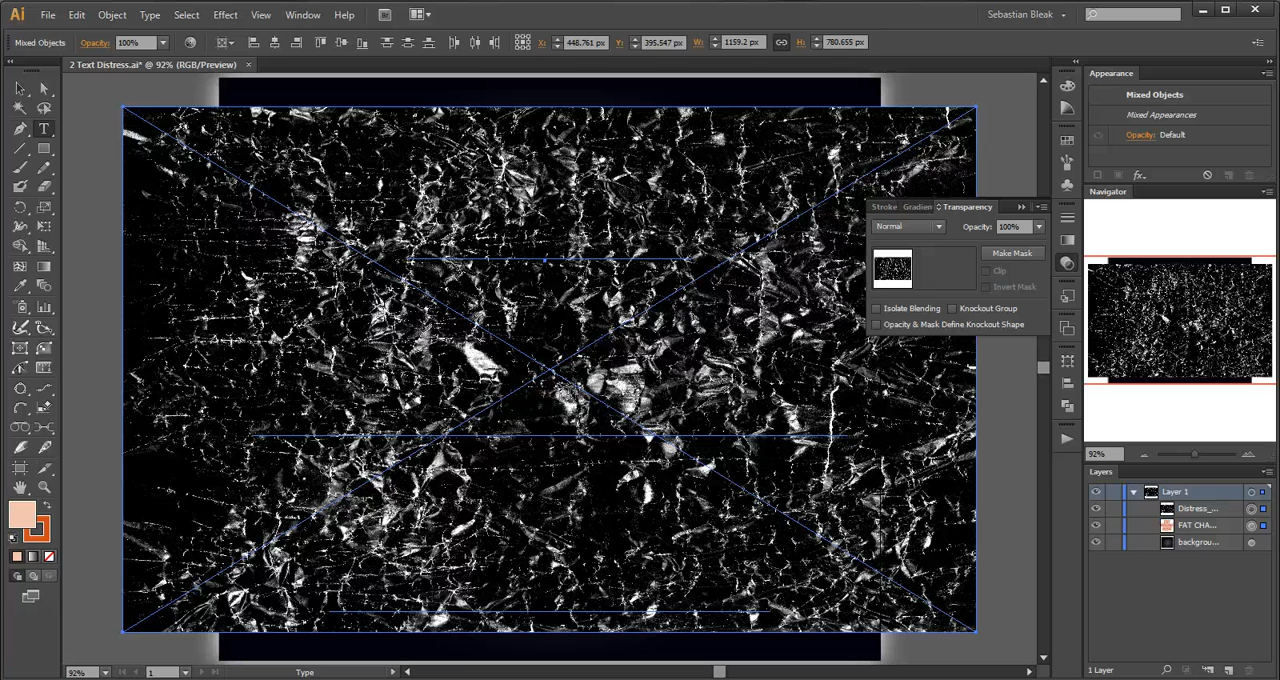 Ai File Edit Object Type Select Effect View Window Help Sebastian Bleak
Mixed Objects Opacity: 100% X: 448.761 px Y: 395.547 px W: 1159.2 px H: 780.655 px
2 Text Distress.ai* @ 92% (RGB/Preview)
Appearance
Mixed Objects
Mixed Appearances
Opacity: Default
fx
Navigator
Stroke Gradien Transparency
Normal Opacity: 100%
Make Mask
Clip
Invert Mask
Isolate Blending Knockout Group
Opacity & Mask Define Knockout Shape
T
92%
Layers
Layer 1
Distress_...
FAT CHA...
backgrou...
92% 1 Type 1 Layer